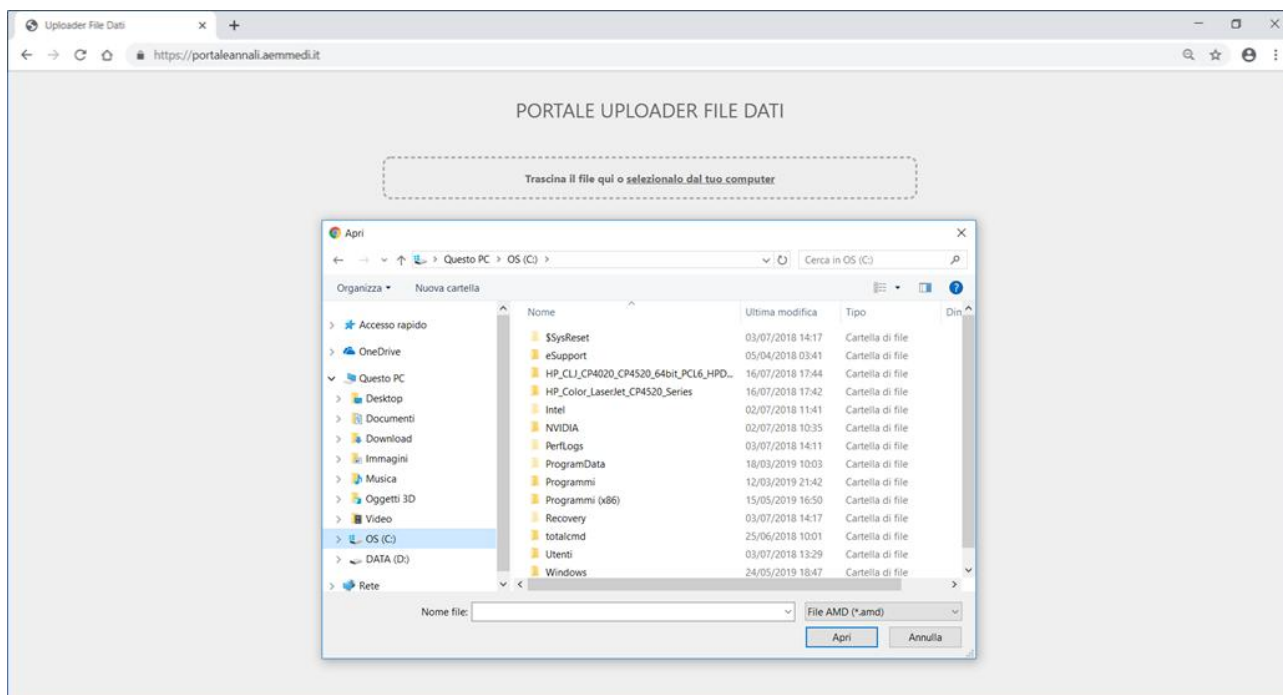 Uploader File Dati
https://portaleannali.aemmedi.it
PORTALE UPLOADER FILE DATI
Trascina il file qui o selezionalo dal tuo computer
Apri
Questo PC > OS (C:) >
Cerca in OS (C:)
Organizza
Nuova cartella
Nome Ultima modifica Tipo Din
Accesso rapido
OneDrive
Questo PC
Desktop
Documenti
Download
Immagini
Musica
Oggetti 3D
Video
OS (C:)
DATA (D:)
Rete
$SysReset 03/07/2018 14:17 Cartella di file
eSupport 05/04/2018 03:41 Cartella di file
HP_CLJ_CP4020_CP4520_64bit_PCL6_HPD... 16/07/2018 17:44 Cartella di file
HP_Color_LaserJet_CP4520_Series 16/07/2018 17:42 Cartella di file
Intel 02/07/2018 11:41 Cartella di file
NVIDIA 02/07/2018 10:35 Cartella di file
PerfLogs 03/07/2018 14:11 Cartella di file
ProgramData 18/03/2019 10:03 Cartella di file
Programmi 12/03/2019 21:42 Cartella di file
Programmi (x86) 15/05/2019 16:50 Cartella di file
Recovery 03/07/2018 14:17 Cartella di file
totalcmd 25/06/2018 10:01 Cartella di file
Utenti 03/07/2018 13:29 Cartella di file
Windows 24/05/2019 18:47 Cartella di file
Nome file:
File AMD (*.amd)
Apri
Annulla